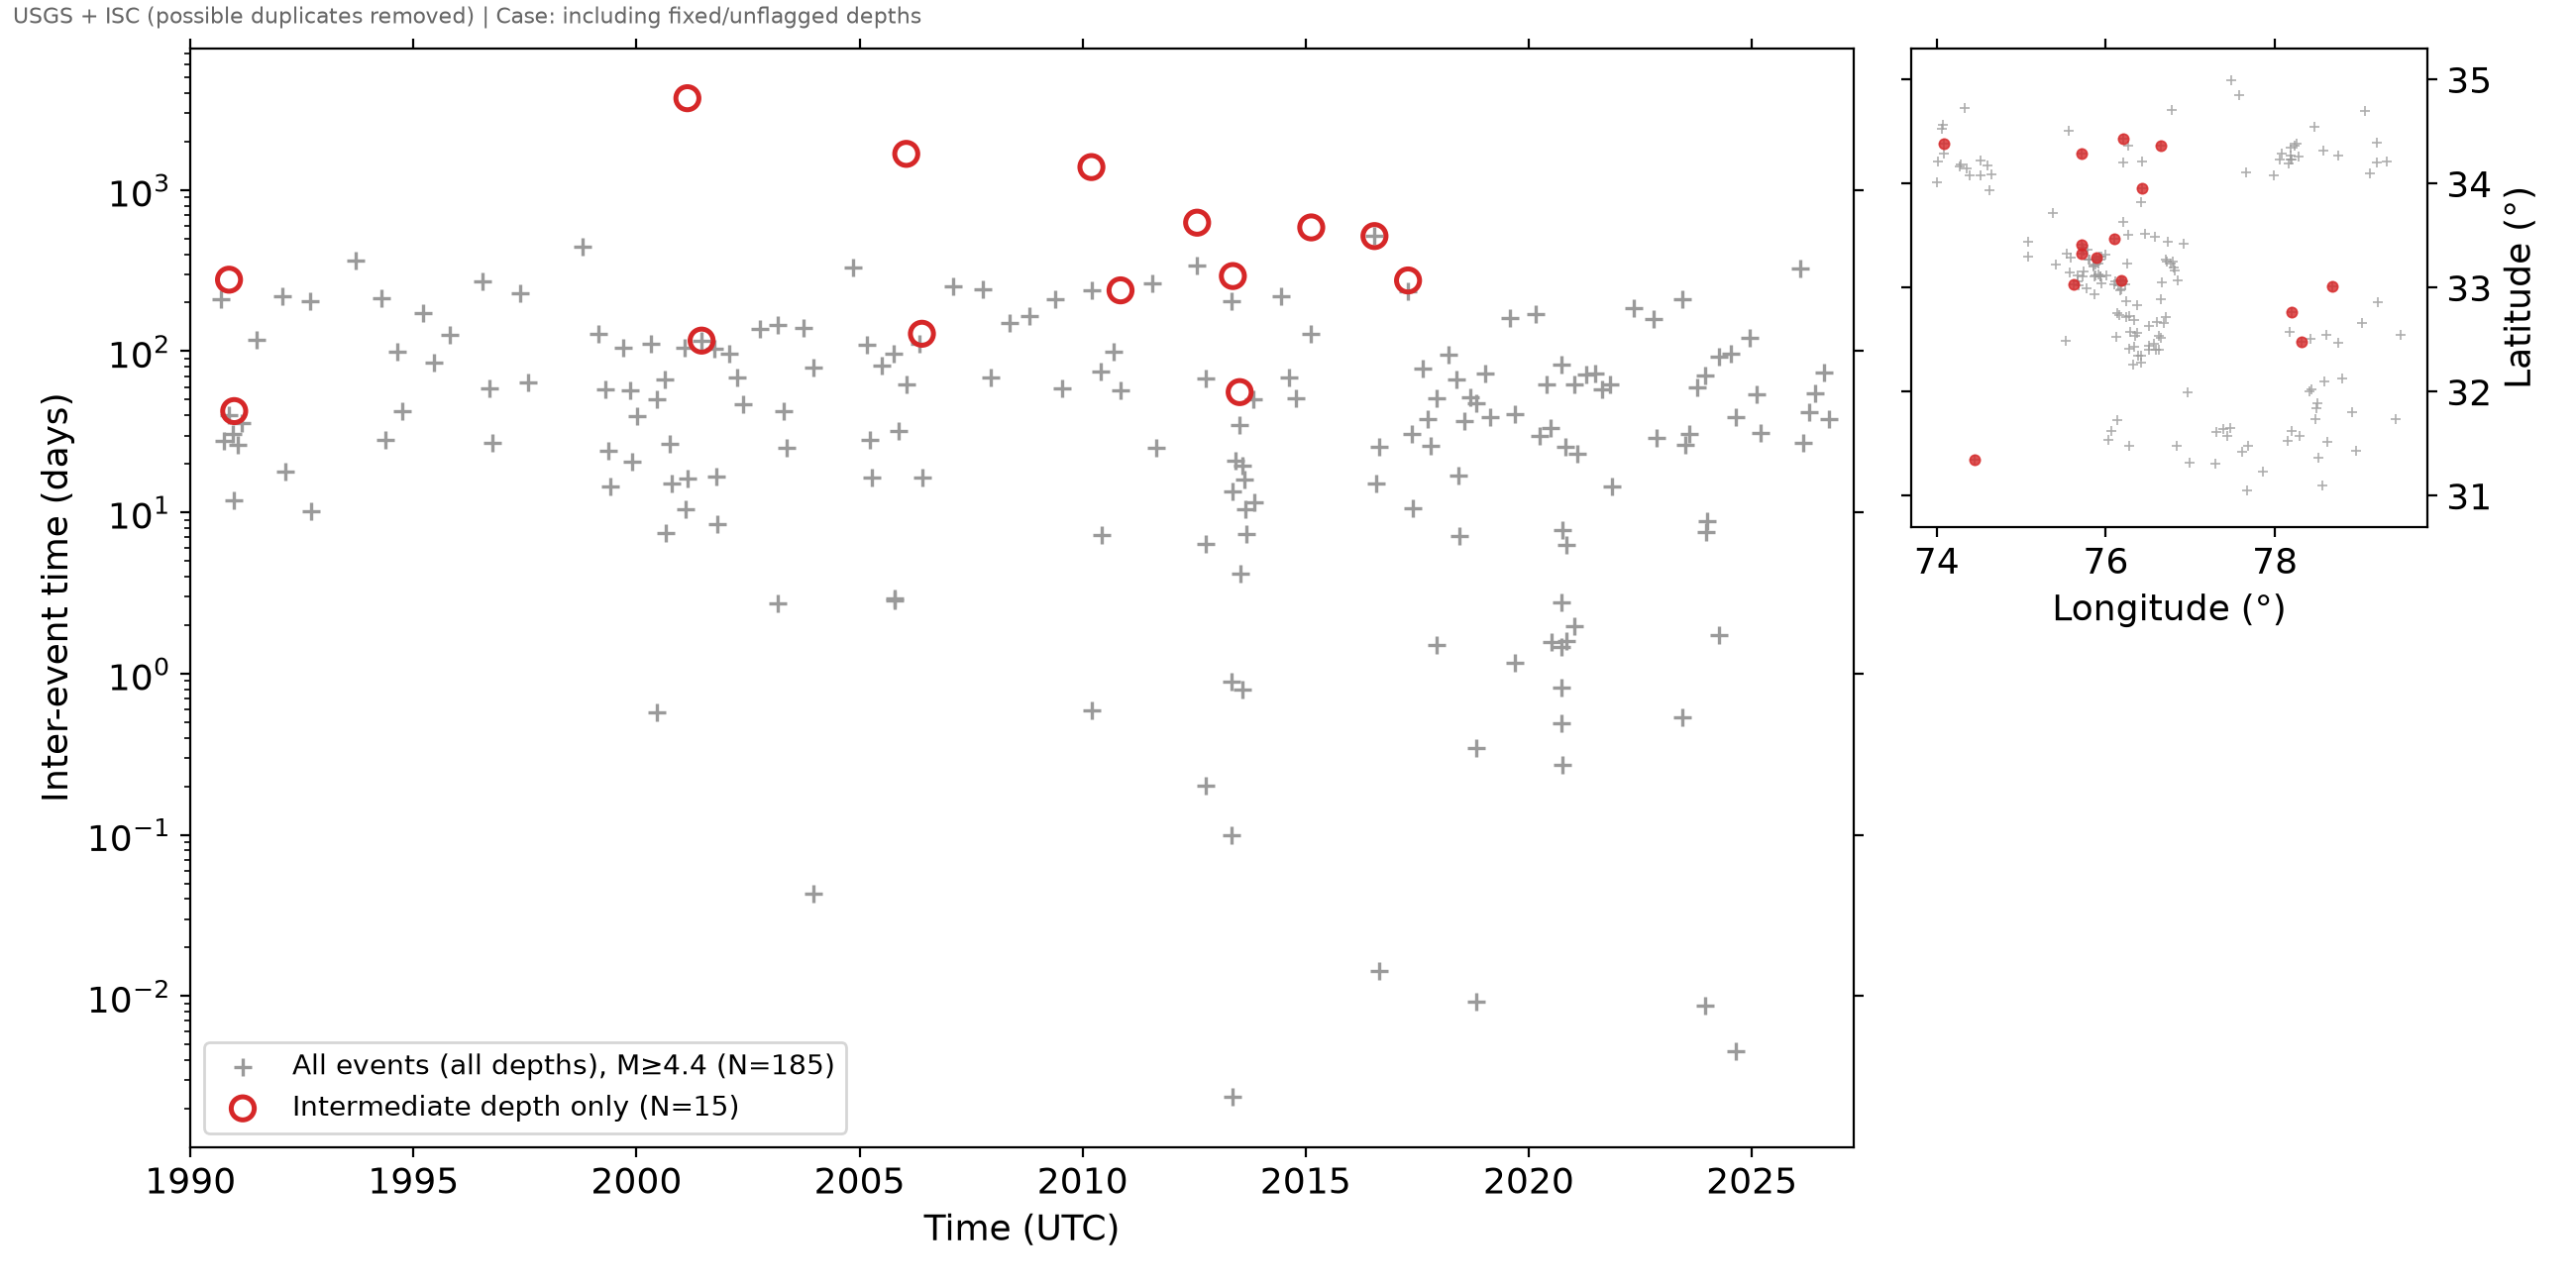 USGS + ISC (possible duplicates removed) | Case: including fixed/unflagged depths
Inter-event time (days)
10³
10²
10¹
10⁰
10⁻¹
10⁻²
All events (all depths), M≥4.4 (N=185)
Intermediate depth only (N=15)
1990 1995 2000 2005 2010 2015 2020 2025
Time (UTC)
35
34
33
32
31
Latitude (°)
74 76 78
Longitude (°)